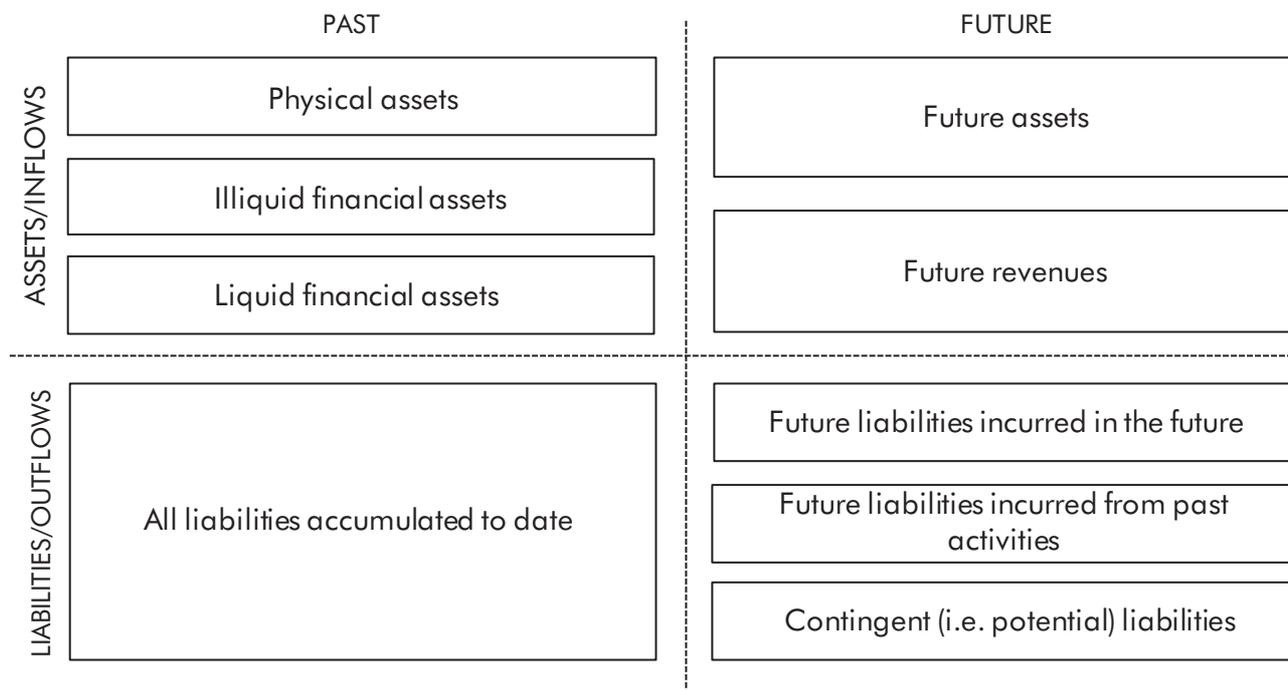 PAST
FUTURE
ASSETS/INFLOWS
Physical assets
Illiquid financial assets
Liquid financial assets
Future assets
Future revenues
LIABILITIES/OUTFLOWS
All liabilities accumulated to date
Future liabilities incurred in the future
Future liabilities incurred from past
activities
Contingent (i.e. potential) liabilities